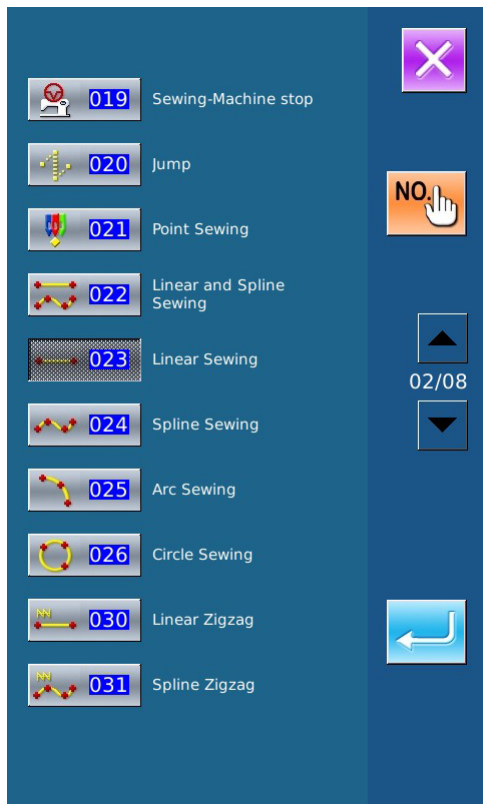 019 Sewing-Machine stop
020 Jump
NO.
021 Point Sewing
022 Linear and Spline
Sewing
023 Linear Sewing
02/08
024 Spline Sewing
025 Arc Sewing
026 Circle Sewing
030 Linear Zigzag
031 Spline Zigzag